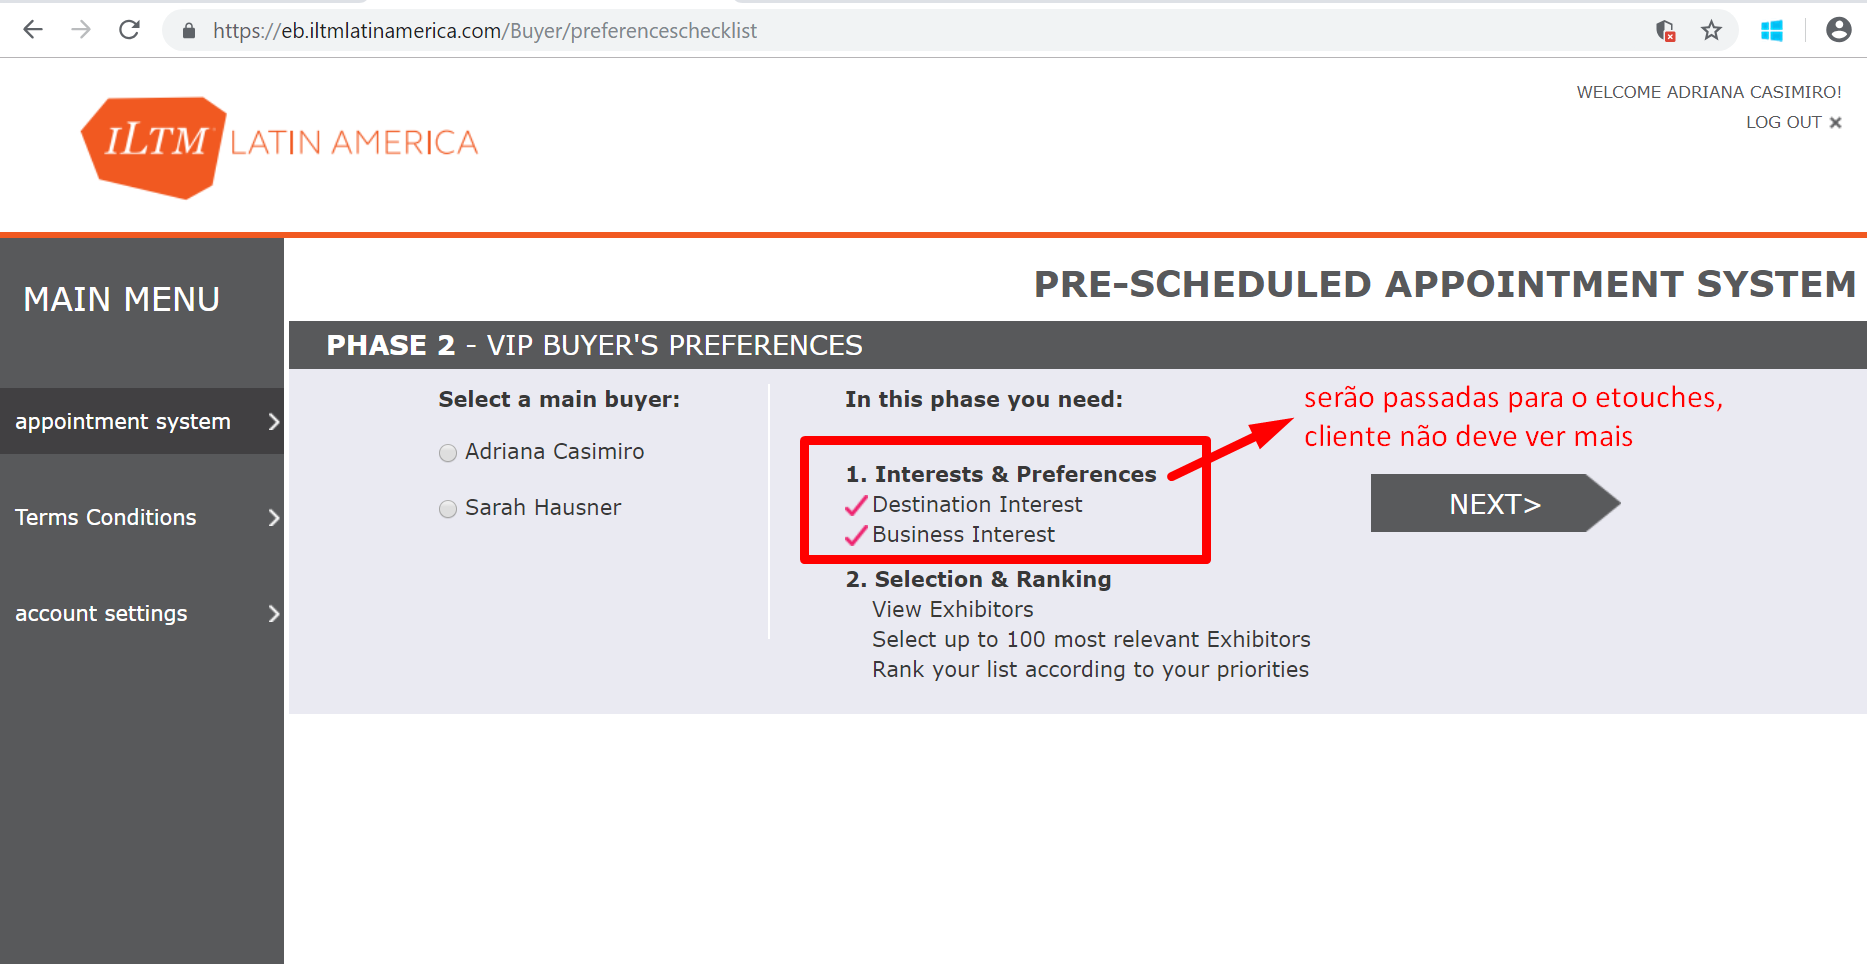 https://eb.iltmlatinamerica.com/Buyer/preferenceschecklist
WELCOME ADRIANA CASIMIRO!
LOG OUT ×
ILTM LATIN AMERICA
MAIN MENU
PRE-SCHEDULED APPOINTMENT SYSTEM
PHASE 2 - VIP BUYER'S PREFERENCES
appointment system
Terms Conditions
account settings
Select a main buyer:
Adriana Casimiro
Sarah Hausner
In this phase you need:
1. Interests & Preferences
Destination Interest
Business Interest
2. Selection & Ranking
View Exhibitors
Select up to 100 most relevant Exhibitors
Rank your list according to your priorities
serão passadas para o etouches,
cliente não deve ver mais
NEXT>